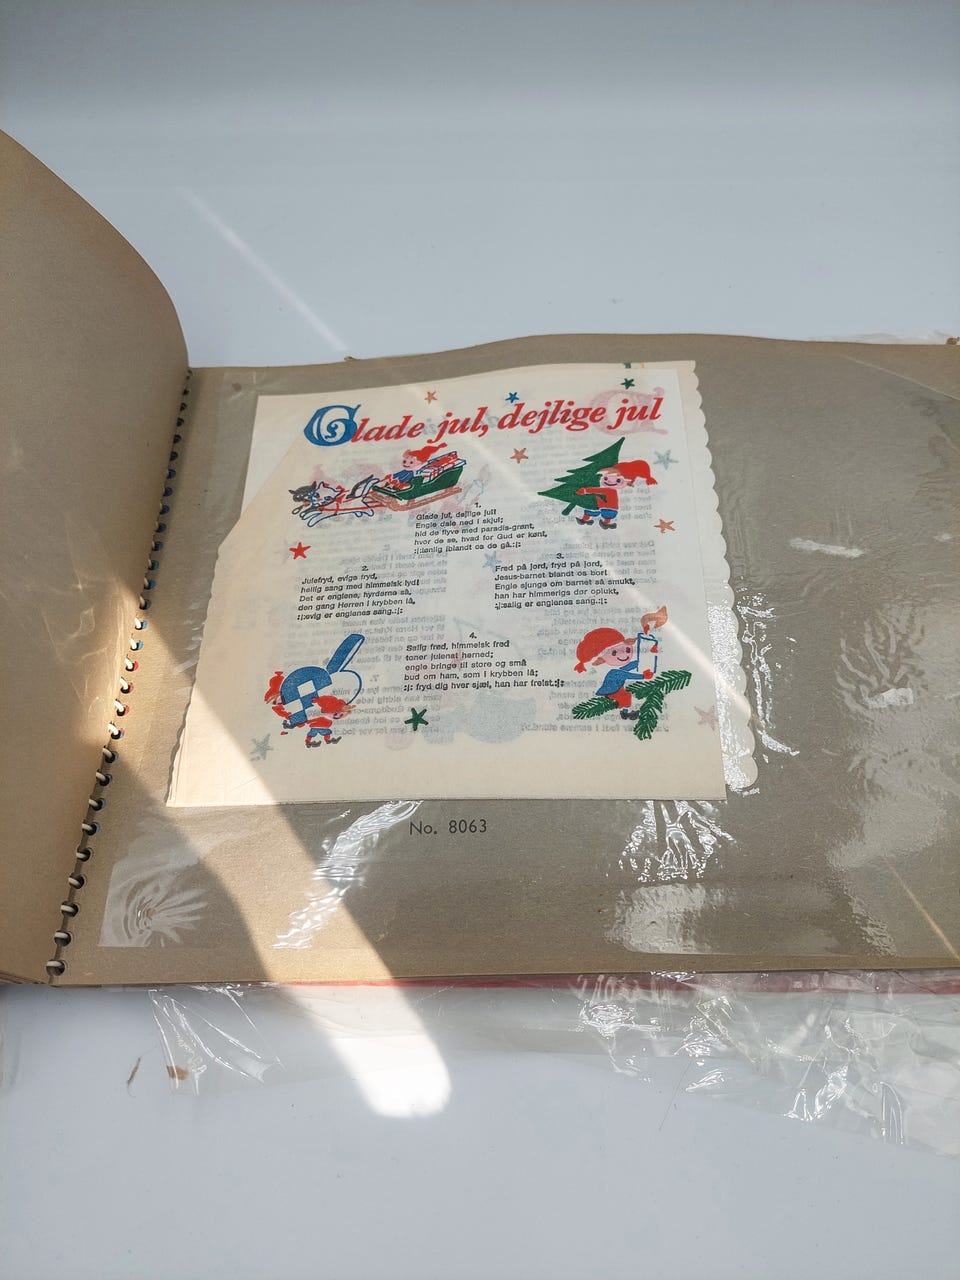 Glade jul, dejlige jul
1.
Glade jul, dejlige jul!
Engle dale ned i skjul;
hid de flyve med paradis-grønt,
hvor de se, hvad for Gud er kønt,
:|:lønlig iblandt os de gå.:|:
2.
Julefryd, evige fryd,
hellig sang med himmelsk lyd!
Det er englene, hyrderne så,
den gang Herren i krybben lå,
:|:evig er englenes sang.:|:
3.
Fred på jord, fryd på jord,
Jesus-barnet blandt os bor!
Engle sjunge om barnet så smukt,
han har himmerigs dør oplukt,
:|:salig er englenes sang.:|:
4.
Salig fred, himmelsk fred
toner julenat herned;
engle bringe til store og små
bud om ham, som i krybben lå;
:|: fryd dig hver sjæl, han har frelst.:|:
No. 8063